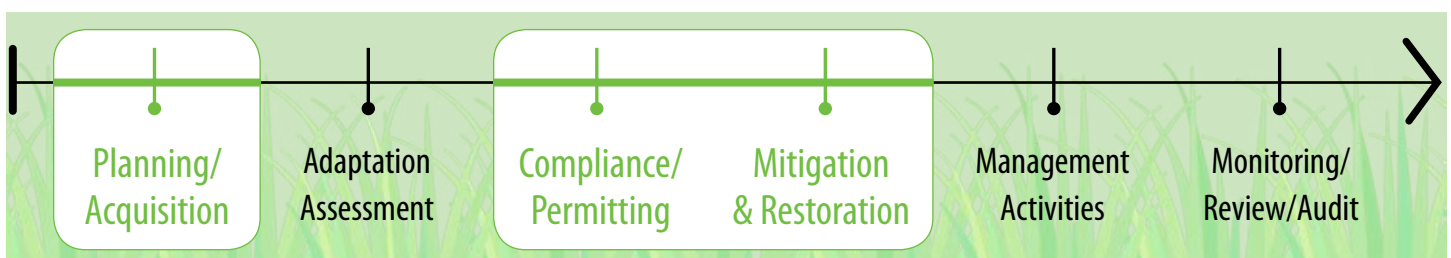 Planning/
Acquisition
Adaptation
Assessment
Compliance/
Permitting
Mitigation
& Restoration
Management
Activities
Monitoring/
Review/Audit